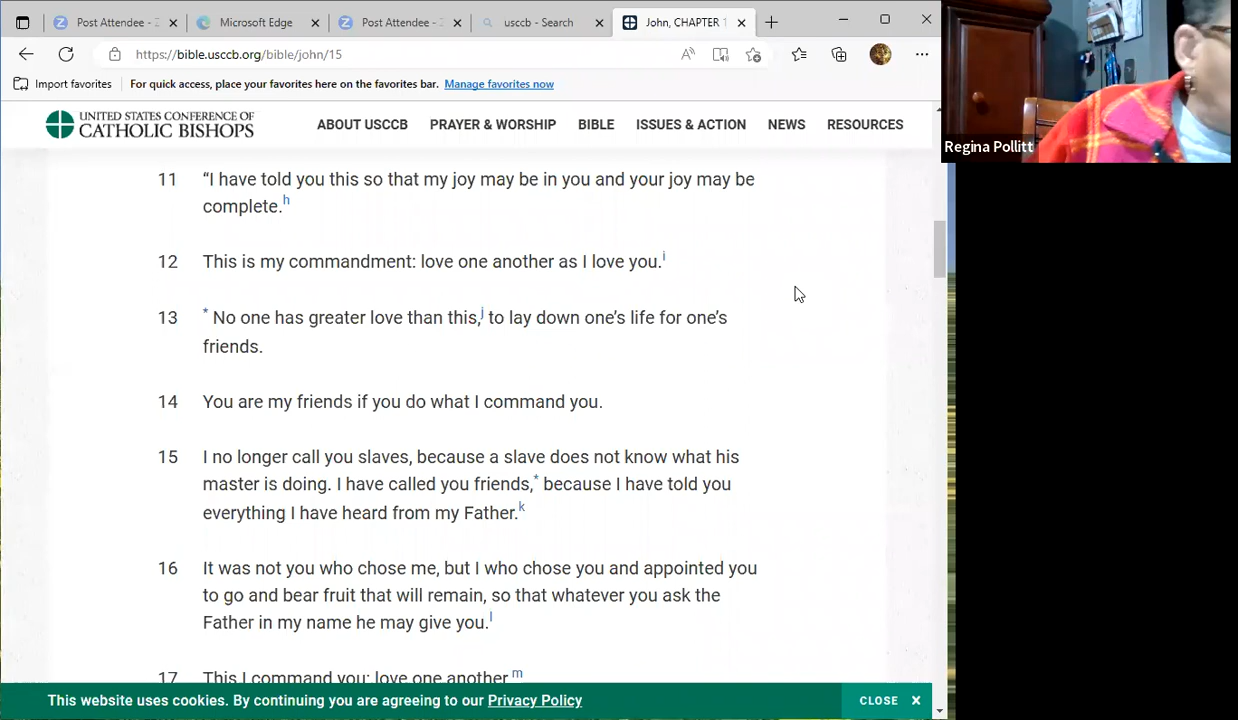 Post Attendee - Z
Microsoft Edge
Post Attendee - Z
usccb - Search
John, CHAPTER 1
https://bible.usccb.org/bible/john/15
Import favorites
For quick access, place your favorites here on the favorites bar. Manage favorites now
UNITED STATES CONFERENCE OF
CATHOLIC BISHOPS
ABOUT USCCB PRAYER & WORSHIP BIBLE ISSUES & ACTION NEWS RESOURCES
Regina Pollitt
11 “I have told you this so that my joy may be in you and your joy may be
complete.h
12 This is my commandment: love one another as I love you.i
13 * No one has greater love than this,j to lay down one’s life for one’s
friends.
14 You are my friends if you do what I command you.
15 I no longer call you slaves, because a slave does not know what his
master is doing. I have called you friends,* because I have told you
everything I have heard from my Father.k
16 It was not you who chose me, but I who chose you and appointed you
to go and bear fruit that will remain, so that whatever you ask the
Father in my name he may give you.l
17 This I command you: love one another.m
This website uses cookies. By continuing you are agreeing to our Privacy Policy
CLOSE ×